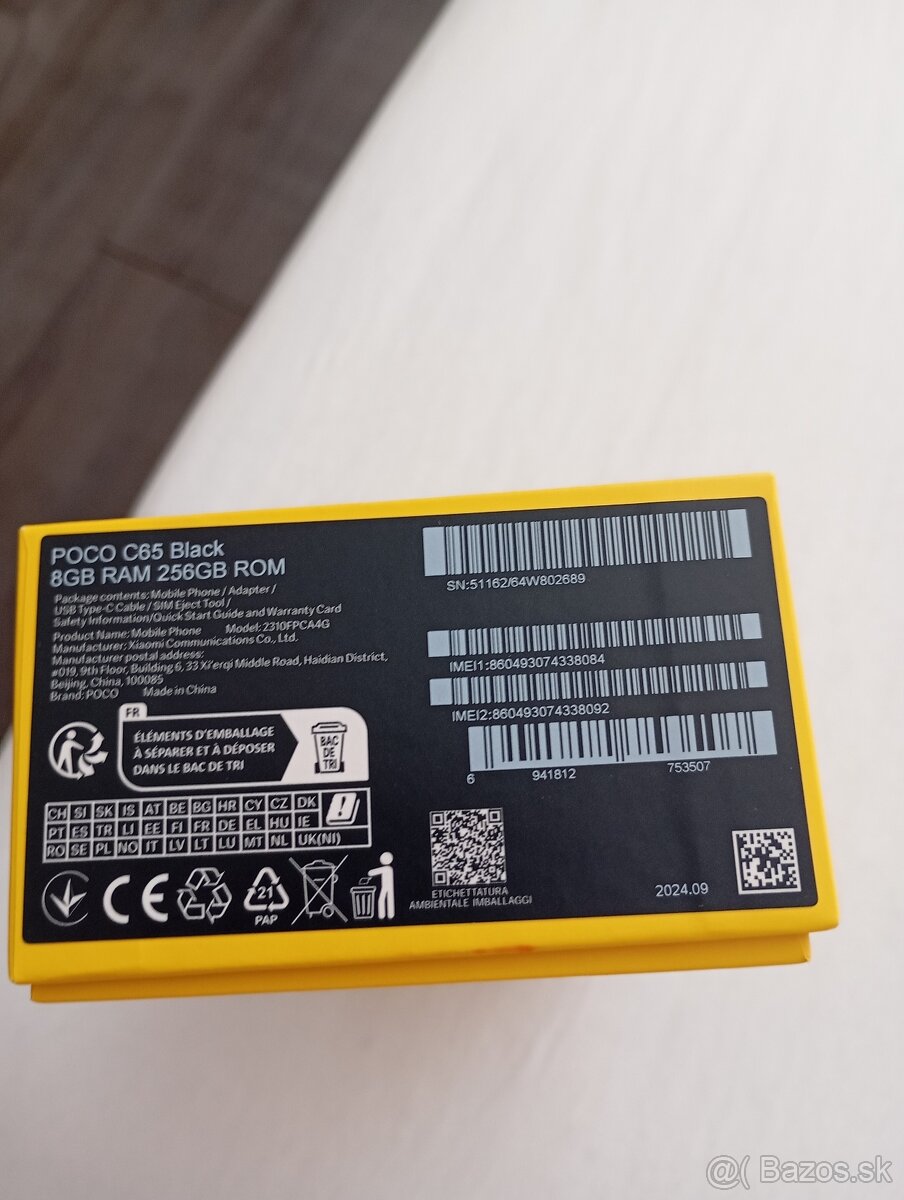 POCO C65 Black
8GB RAM 256GB ROM
Package contents: Mobile Phone / Adapter /
USB Type-C Cable / SIM Eject Tool /
Safety Information/Quick Start Guide and Warranty Card
Product Name: Mobile Phone Model: 2310FPCA4G
Manufacturer: Xiaomi Communications Co., Ltd.
Manufacturer postal address:
#019, 9th Floor, Building 6, 33 Xi'erqi Middle Road, Haidian District,
Beijing, China, 100085
Brand: POCO Made in China
FR
ÉLÉMENTS D'EMBALLAGE
À SÉPARER ET À DÉPOSER
DANS LE BAC DE TRI
BAC
DE
TRI
CH SI SK IS AT BE BG HR CY CZ DK
PT ES TR LI EE FI FR DE EL HU IE
RO SE PL NO IT LV LT LU MT NL UK(NI)
CE
21
PAP
SN:51162/64W802689
IMEI1:860493074338084
IMEI2:860493074338092
6 941812 753507
ETICHETTATURA
AMBIENTALE IMBALLAGGI
2024.09
@( Bazos.sk